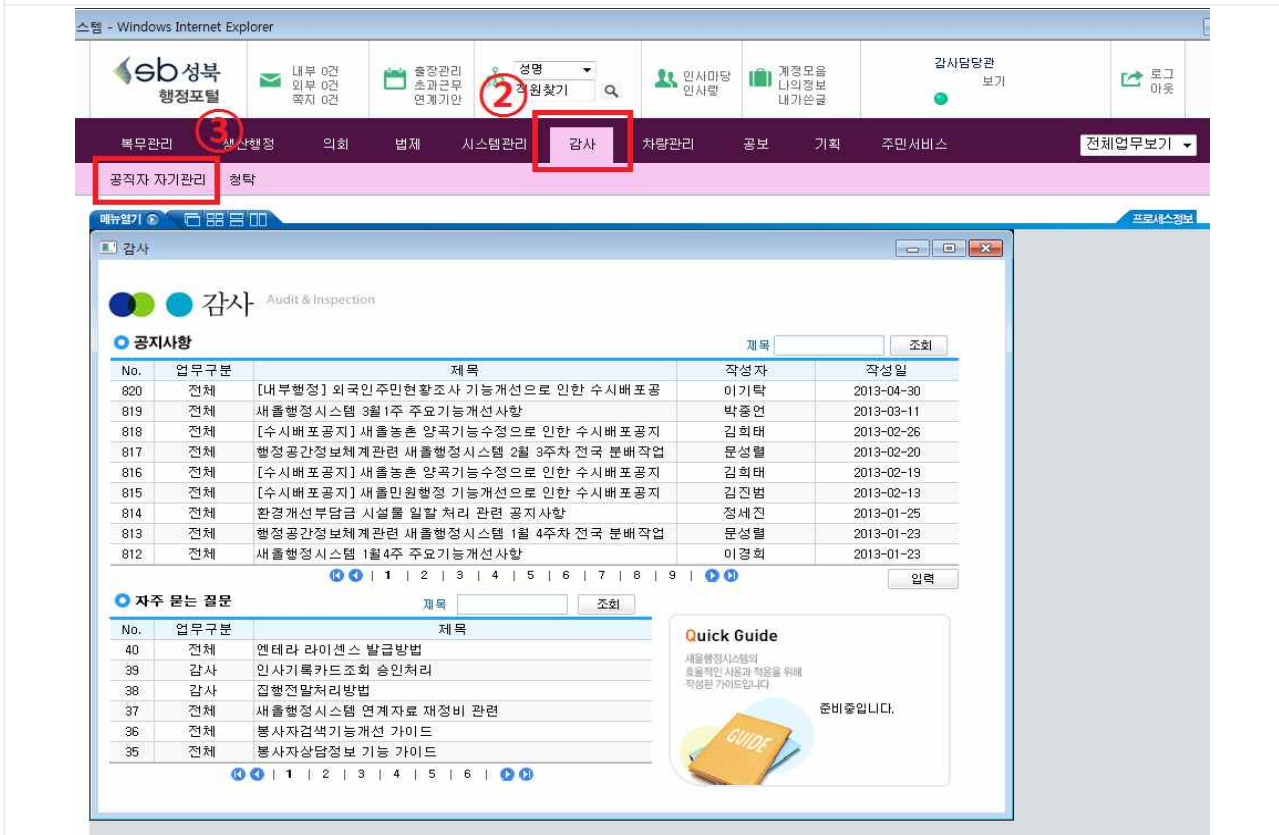 스템 - Windows Internet Explorer
sb성북
행정포털
내부 0건
외부 0건
쪽지 0건
출장관리
초과근무
연계기안
성명
직원찾기
인사마당
인사랑
계정모음
나의정보
내가쓴글
감사담당관
보기
로그
아웃
② ③
복무관리 생산행정 의회 법제 시스템관리 감사 차량관리 공보 기획 주민서비스 전체업무보기
공직자 자기관리 청탁
메뉴열기 프로세스정보
감사
감사 Audit & Inspection
공지사항 제목 조회
No. 업무구분 제목 작성자 작성일
820 전체 [내부행정] 외국인주민현황조사 기능개선으로 인한 수시배포공 이기탁 2013-04-30
819 전체 새올행정시스템 3월1주 주요기능개선사항 박중언 2013-03-11
818 전체 [수시배포공지] 새올농촌 양곡기능수정으로 인한 수시배포공지 김희태 2013-02-26
817 전체 행정공간정보체계관련 새올행정시스템 2월 3주차 전국 분배작업 문성렬 2013-02-20
816 전체 [수시배포공지] 새올농촌 양곡기능수정으로 인한 수시배포공지 김희태 2013-02-19
815 전체 [수시배포공지] 새올민원행정 기능개선으로 인한 수시배포공지 김진범 2013-02-13
814 전체 환경개선부담금 시설물 일할 처리 관련 공지사항 정세진 2013-01-25
813 전체 행정공간정보체계관련 새올행정시스템 1월 4주차 전국 분배작업 문성렬 2013-01-23
812 전체 새올행정시스템 1월4주 주요기능개선사항 이경희 2013-01-23
| 1 | 2 | 3 | 4 | 5 | 6 | 7 | 8 | 9 | 입력
자주 묻는 질문 제목 조회
No. 업무구분 제목
40 전체 엔테라 라이센스 발급방법
39 감사 인사기록카드조회 승인처리
38 감사 집행전말처리방법
37 전체 새올행정시스템 연계자료 재정비 관련
36 전체 봉사자검색기능개선 가이드
35 전체 봉사자상담정보 기능 가이드
| 1 | 2 | 3 | 4 | 5 | 6 |
Quick Guide
새올행정시스템의
효율적인 사용과 적응을 위해
작성된 가이드입니다
준비중입니다.
GUIDE